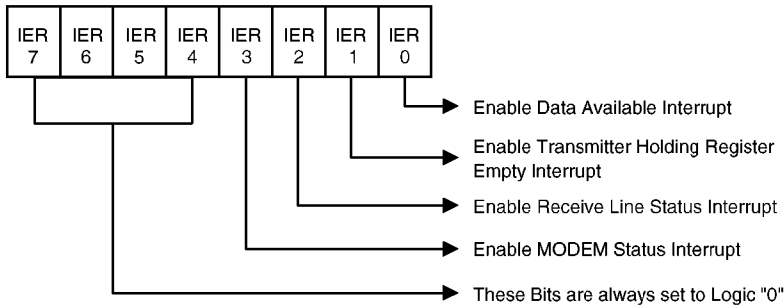 IER IER IER IER IER IER IER IER
7 6 5 4 3 2 1 0
Enable Data Available Interrupt
Enable Transmitter Holding Register
Empty Interrupt
Enable Receive Line Status Interrupt
Enable MODEM Status Interrupt
These Bits are always set to Logic "0"